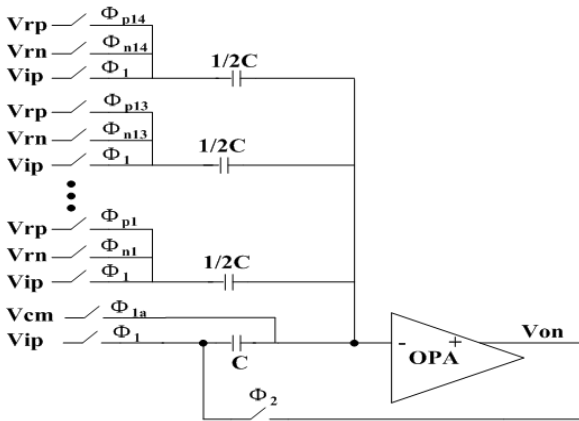 Vrp Φp14
Vrn Φn14
Vip Φ1 1/2C
Vrp Φp13
Vrn Φn13 1/2C
Vip Φ1
Vrp Φp1
Vrn Φn1
Vip Φ1 1/2C
Vcm Φ1a
Vip Φ1 C - + Von
OPA
Φ2